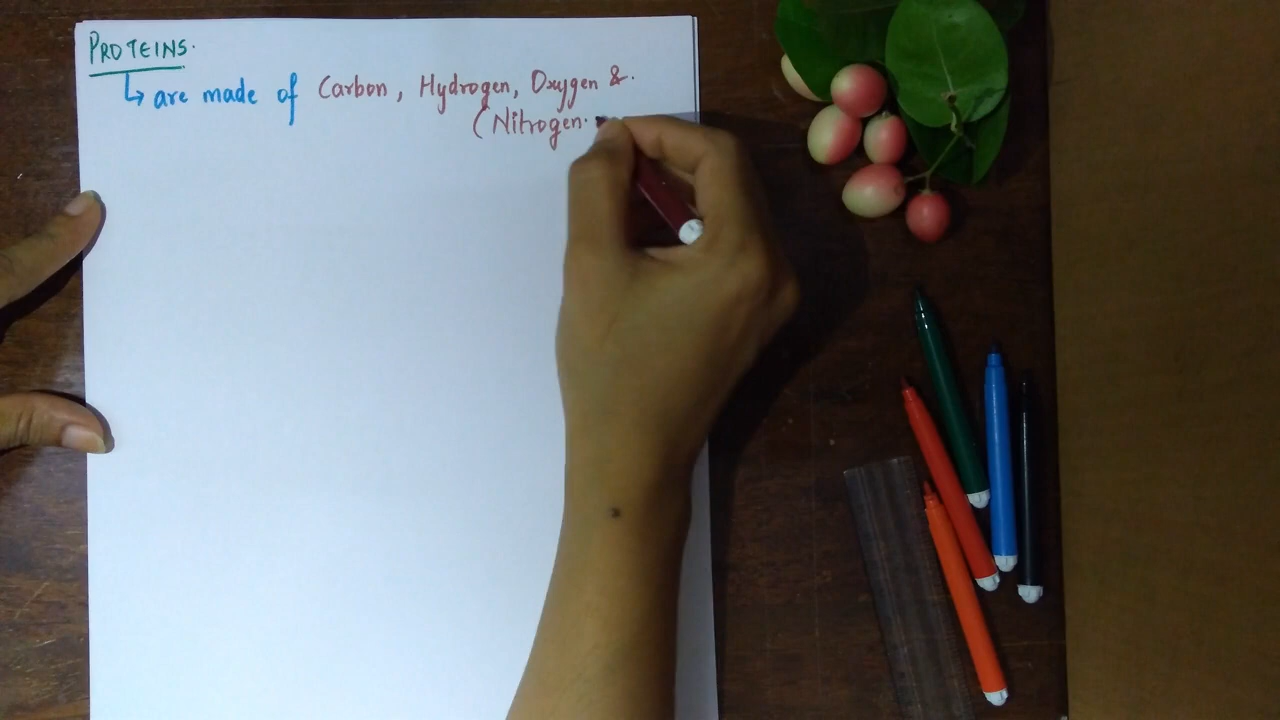 PROTEINS.
↳ are made of Carbon, Hydrogen, Oxygen &.
(Nitrogen.